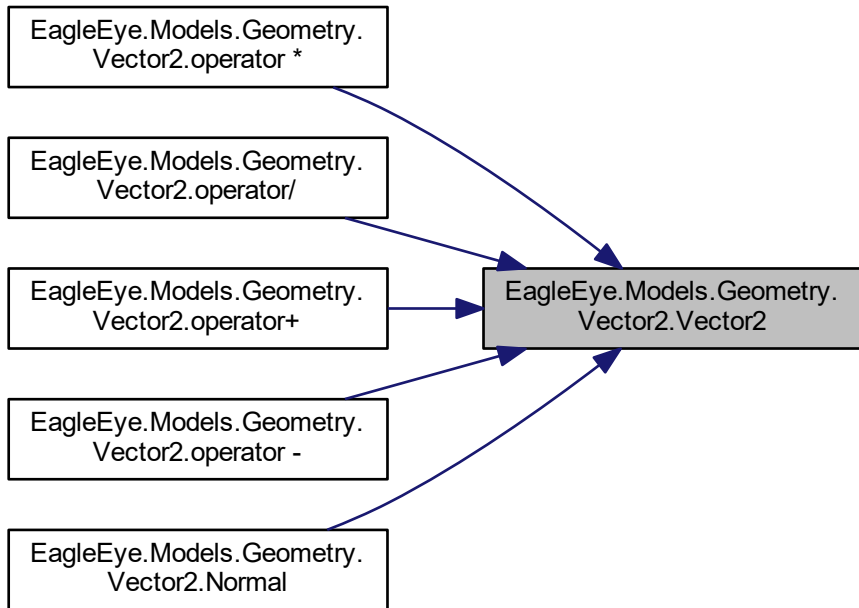 EagleEye.Models.Geometry.
Vector2.operator *
EagleEye.Models.Geometry.
Vector2.operator/
EagleEye.Models.Geometry.
Vector2.operator+
EagleEye.Models.Geometry.
Vector2.Vector2
EagleEye.Models.Geometry.
Vector2.operator -
EagleEye.Models.Geometry.
Vector2.Normal